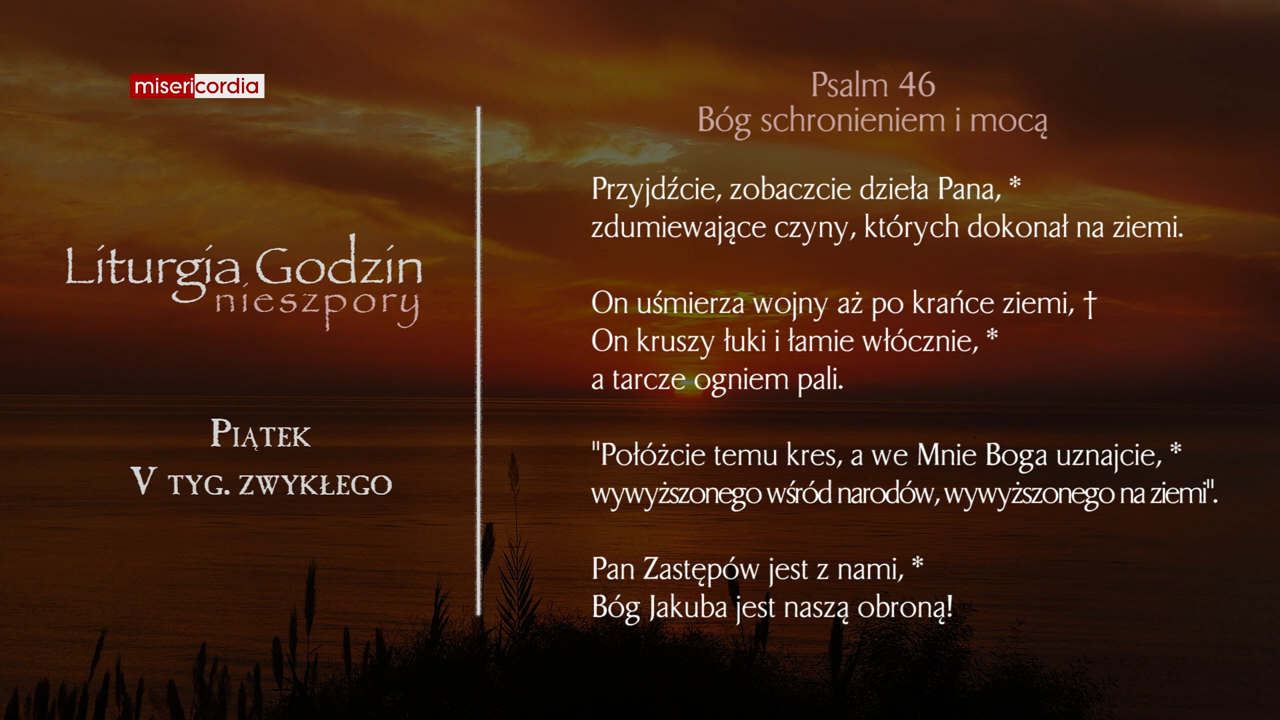 misericordia
Liturgia Godzin
nieszpory
Piątek
V tyg. zwykłego
Psalm 46
Bóg schronieniem i mocą
Przyjdźcie, zobaczcie dzieła Pana, *
zdumiewające czyny, których dokonał na ziemi.
On uśmierza wojny aż po krańce ziemi, †
On kruszy łuki i łamie włócznie, *
a tarcze ogniem pali.
"Połóżcie temu kres, a we Mnie Boga uznajcie, *
wywyższonego wśród narodów, wywyższonego na ziemi".
Pan Zastępów jest z nami, *
Bóg Jakuba jest naszą obroną!